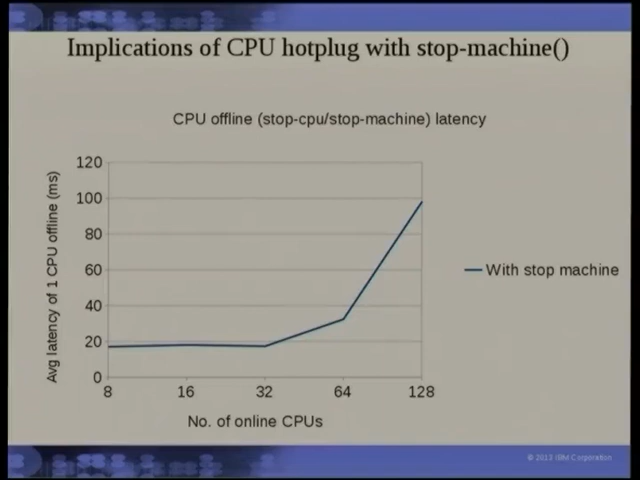 Implications of CPU hotplug with stop-machine()
CPU offline (stop-cpu/stop-machine) latency
Avg latency of 1 CPU offline (ms)
120
100
80
60
40
20
0
8 16 32 64 128
No. of online CPUs
With stop machine
© 2013 IBM Corporation